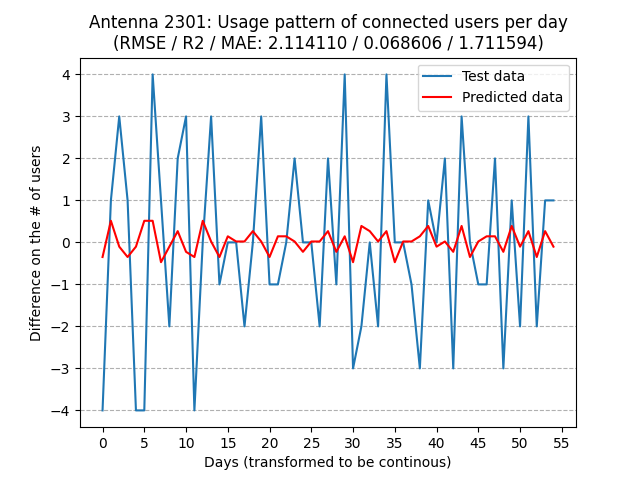 Antenna 2301: Usage pattern of connected users per day
(RMSE / R2 / MAE: 2.114110 / 0.068606 / 1.711594)
Test data
Predicted data
Difference on the # of users
4
3
2
1
0
−1
−2
−3
−4
0 5 10 15 20 25 30 35 40 45 50 55
Days (transformed to be continous)